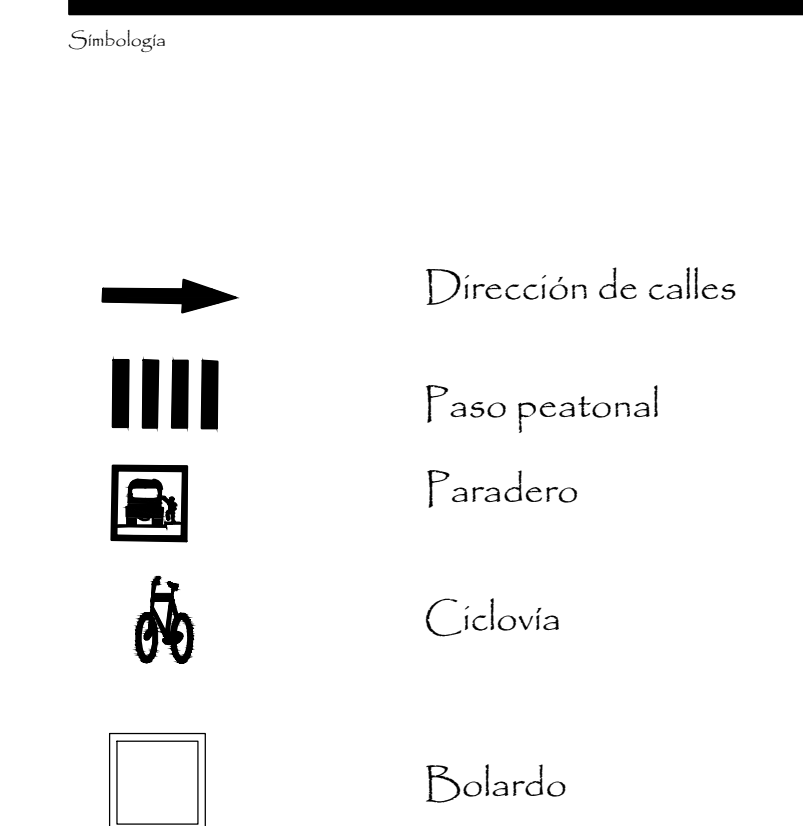 Simbología
Dirección de calles
Paso peatonal
Paradero
Ciclovía
Bolardo